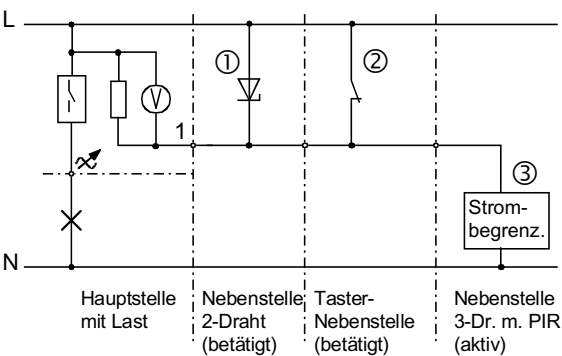 L
①
②
V
1
③
Strom-
begrenz.
N
Hauptstelle
mit Last
Nebenstelle
2-Draht
(betätigt)
Taster-
Nebenstelle
(betätigt)
Nebenstelle
3-Dr. m. PIR
(aktiv)